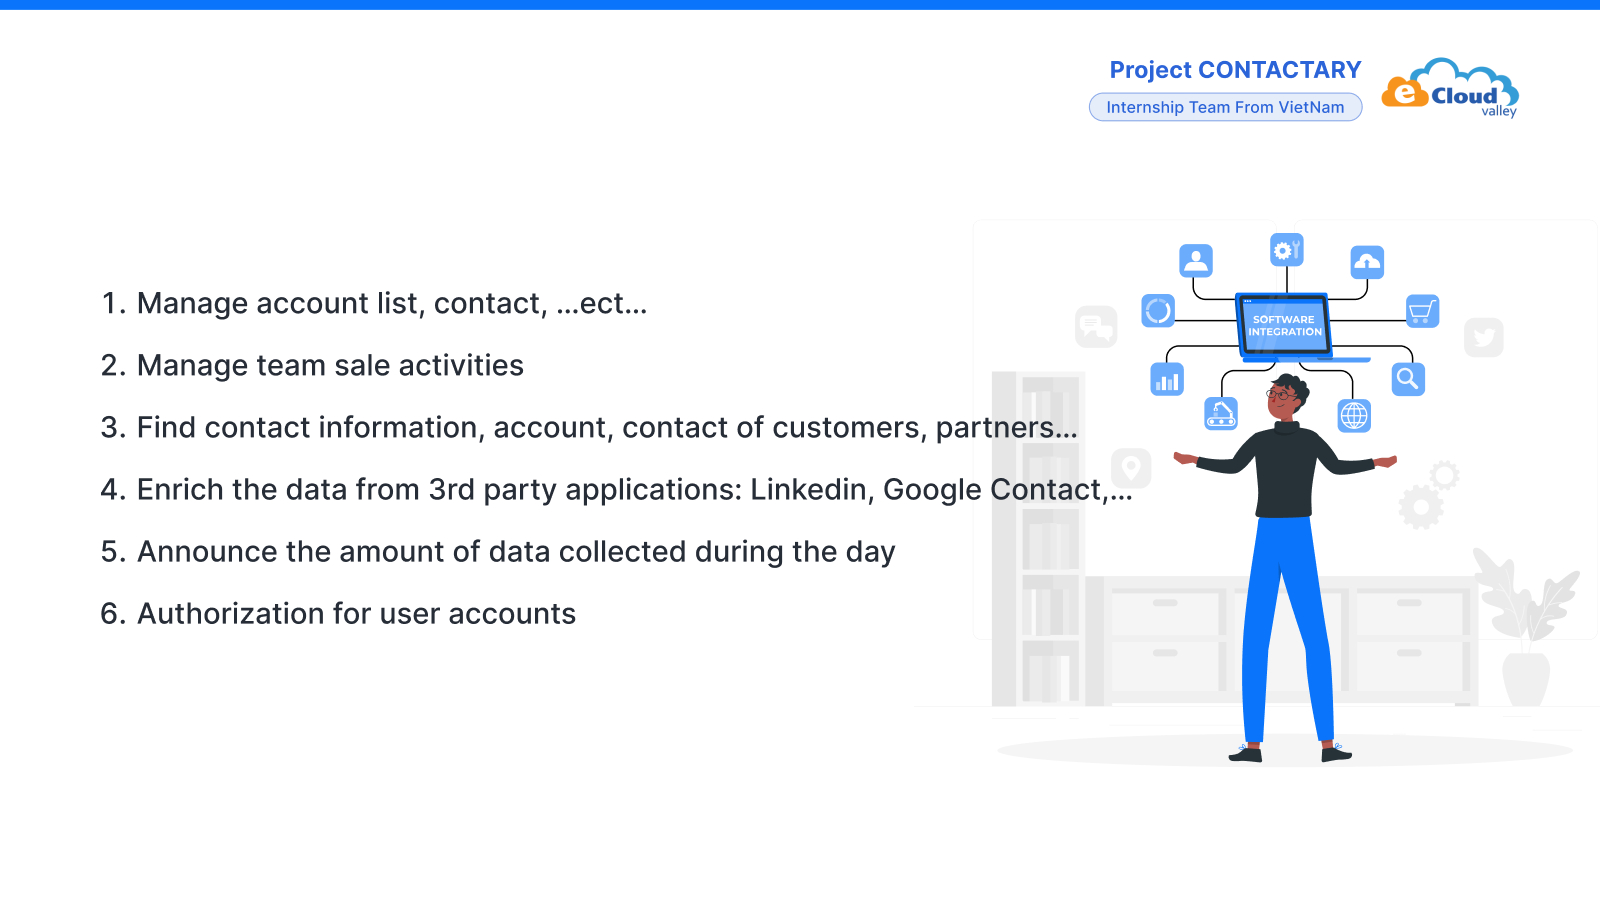 Project CONTACTARY
Internship Team From VietNam
e Cloud
valley
1. Manage account list, contact, ...ect...
2. Manage team sale activities
3. Find contact information, account, contact of customers, partners...
4. Enrich the data from 3rd party applications: Linkedin, Google Contact,...
5. Announce the amount of data collected during the day
6. Authorization for user accounts
SOFTWARE
INTEGRATION